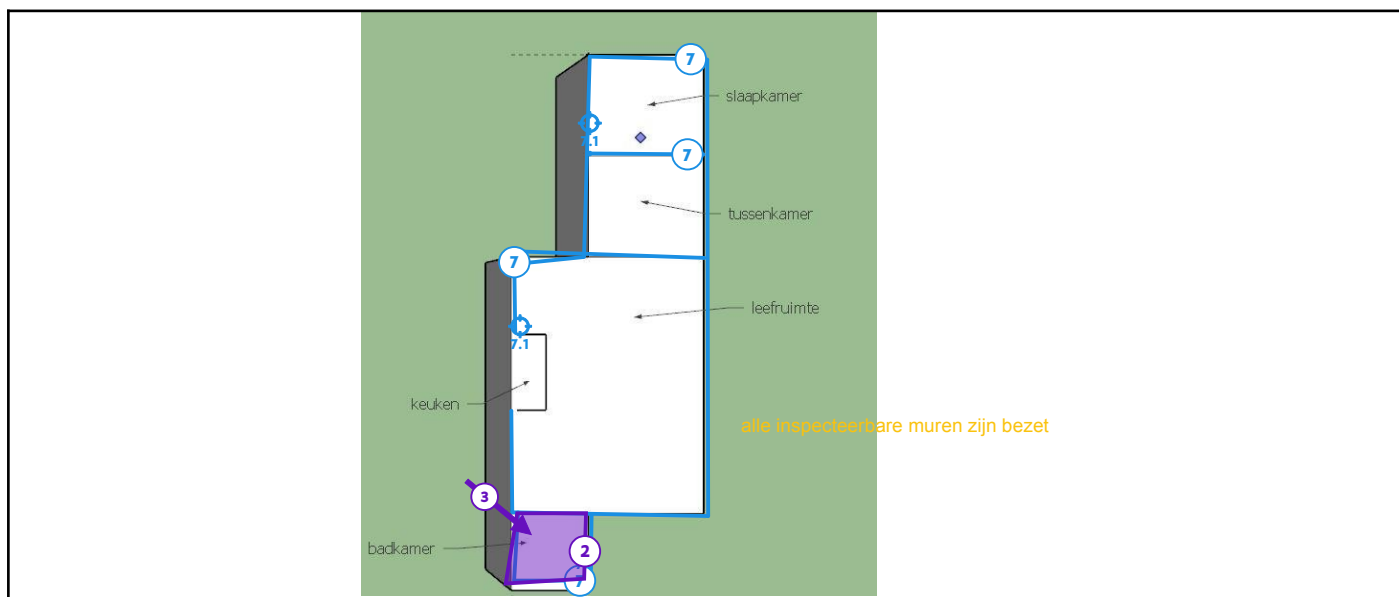 7
slaapkamer
7.1
7
tussenkamer
7
leefruimte
7.1
keuken
alle inspecteerbare muren zijn bezet
3
badkamer
2
7